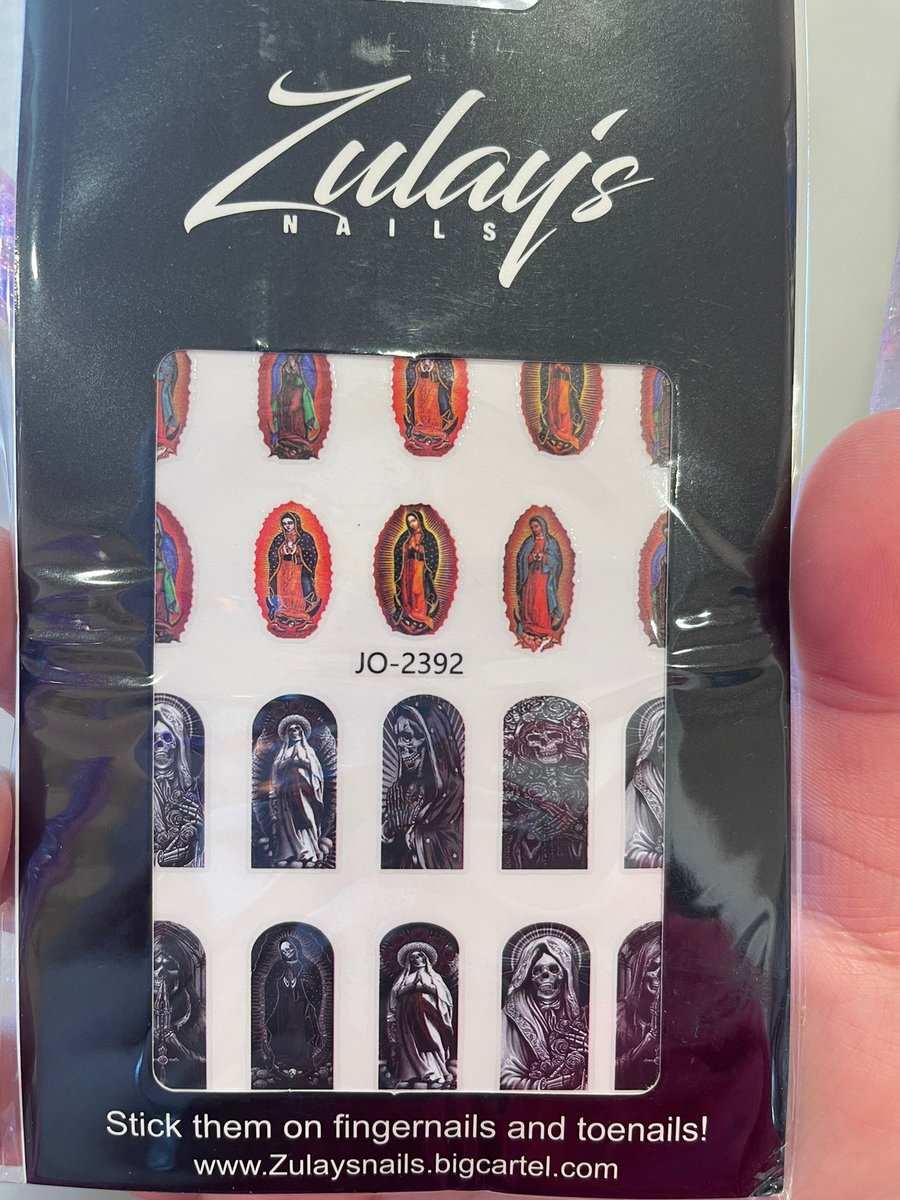 Zulay's
NAILS
JO-2392
Stick them on fingernails and toenails!
www.Zulaysnails.bigcartel.com